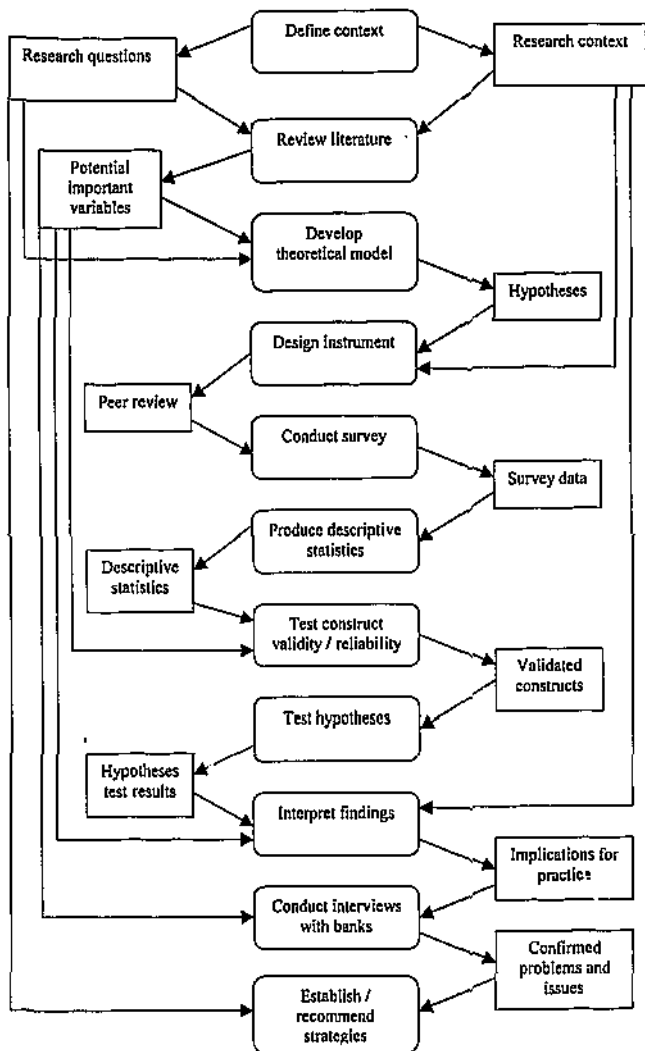 Define context
Research questions
Research context
Review literature
Potential
important
variables
Develop
theoretical model
Hypotheses
Design instrument
Peer review
Conduct survey
Survey data
Produce descriptive
statistics
Descriptive
statistics
Test construct
validity / reliability
Validated
constructs
Test hypotheses
Hypotheses
test results
Interpret findings
Implications for
practice
Conduct interviews
with banks
Confirmed
problems and
issues
Establish /
recommend
strategies